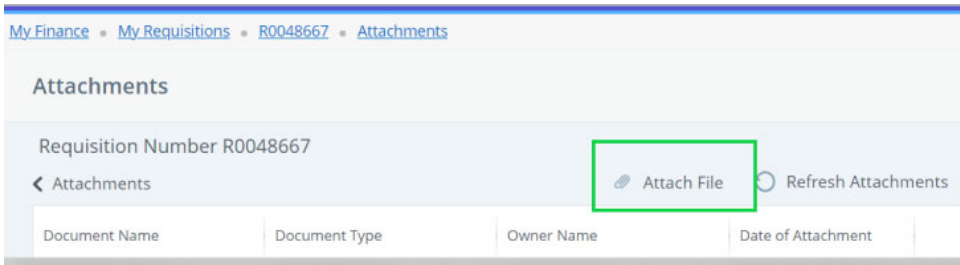 My Finance • My Requisitions • R0048667 • Attachments
Attachments
Requisition Number R0048667
Attachments
Attach File
Refresh Attachments
Document Name
Document Type
Owner Name
Date of Attachment